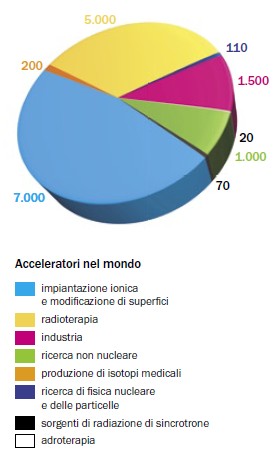 5.000
110
200
1.500
20
1.000
70
7.000
Acceleratori nel mondo
implantazione ionica
e modificazione di superfici
radioterapia
industria
ricerca non nucleare
produzione di isotopi medicali
ricerca di fisica nucleare
e delle particelle
sorgenti di radiazione di sincrotrone
adroterapia